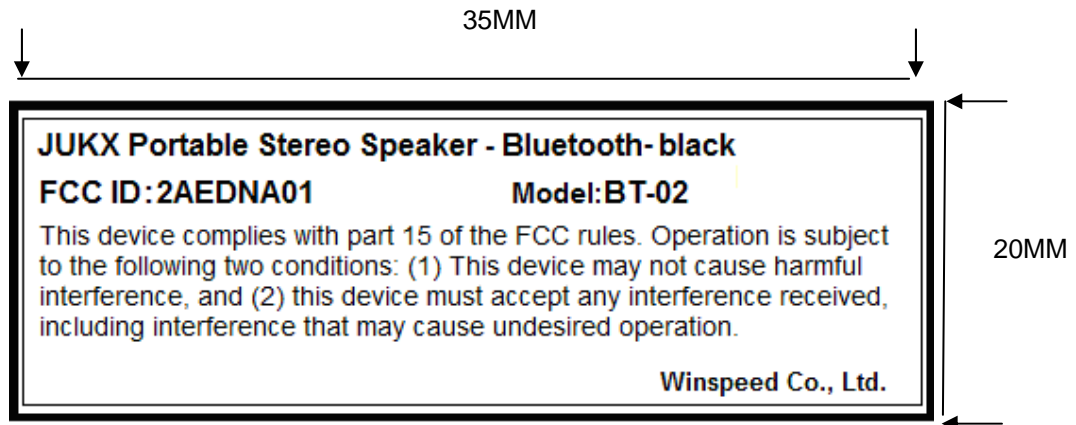 35MM
JUKX Portable Stereo Speaker - Bluetooth- black
FCC ID:2AEDNA01 Model:BT-02
This device complies with part 15 of the FCC rules. Operation is subject
to the following two conditions: (1) This device may not cause harmful
interference, and (2) this device must accept any interference received,
including interference that may cause undesired operation.
Winspeed Co., Ltd.
20MM